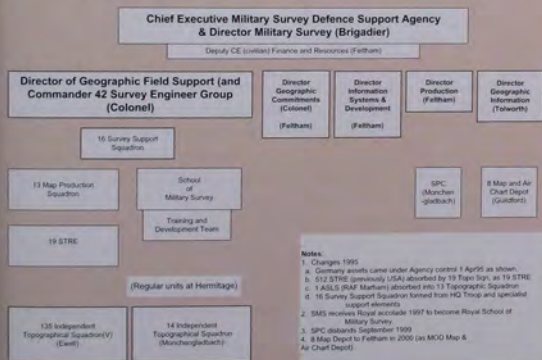 Chief Executive Military Survey Defence Support Agency
& Director Military Survey (Brigadier)
Deputy CE (civilian) Finance and Resources (Feltham)
Director of Geographic Field Support (and
Commander 42 Survey Engineer Group
(Colonel)
Director
Geographic
Commitments
(Colonel)
(Feltham)
Director
Information
Systems &
Development
(Feltham)
Director
Production
(Feltham)
Director
Geographic
Information
(Tolworth)
16 Survey Support
Squadron
13 Map Production
Squadron
School
of
Military Survey
Training and
Development Team
SPC
(Monchen
-gladbach)
8 Map and Air
Chart Depot
(Guildford)
19 STRE
(Regular units at Hermitage)
135 Independent
Topographical Squadron(V)
(Ewell)
14 Independent
Topographical Squadron
(Monchengladbach)
Notes:
1. Changes 1995
a. Germany assets came under Agency control 1 Apr95 as shown.
b. 512 STRE (previously USA) absorbed by 19 Topo Sqn, as 19 STRE
c. 1 ASLS (RAF Marham) absorbed into 13 Topographic Squadron
d. 16 Survey Support Squadron formed from HQ Troop and specialist
support elements
2. SMS receives Royal accolade 1997 to become Royal School of
Military Survey
3. SPC disbands September 1999
4. 8 Map Depot to Feltham in 2000 (as MOD Map &
Air Chart Depot)